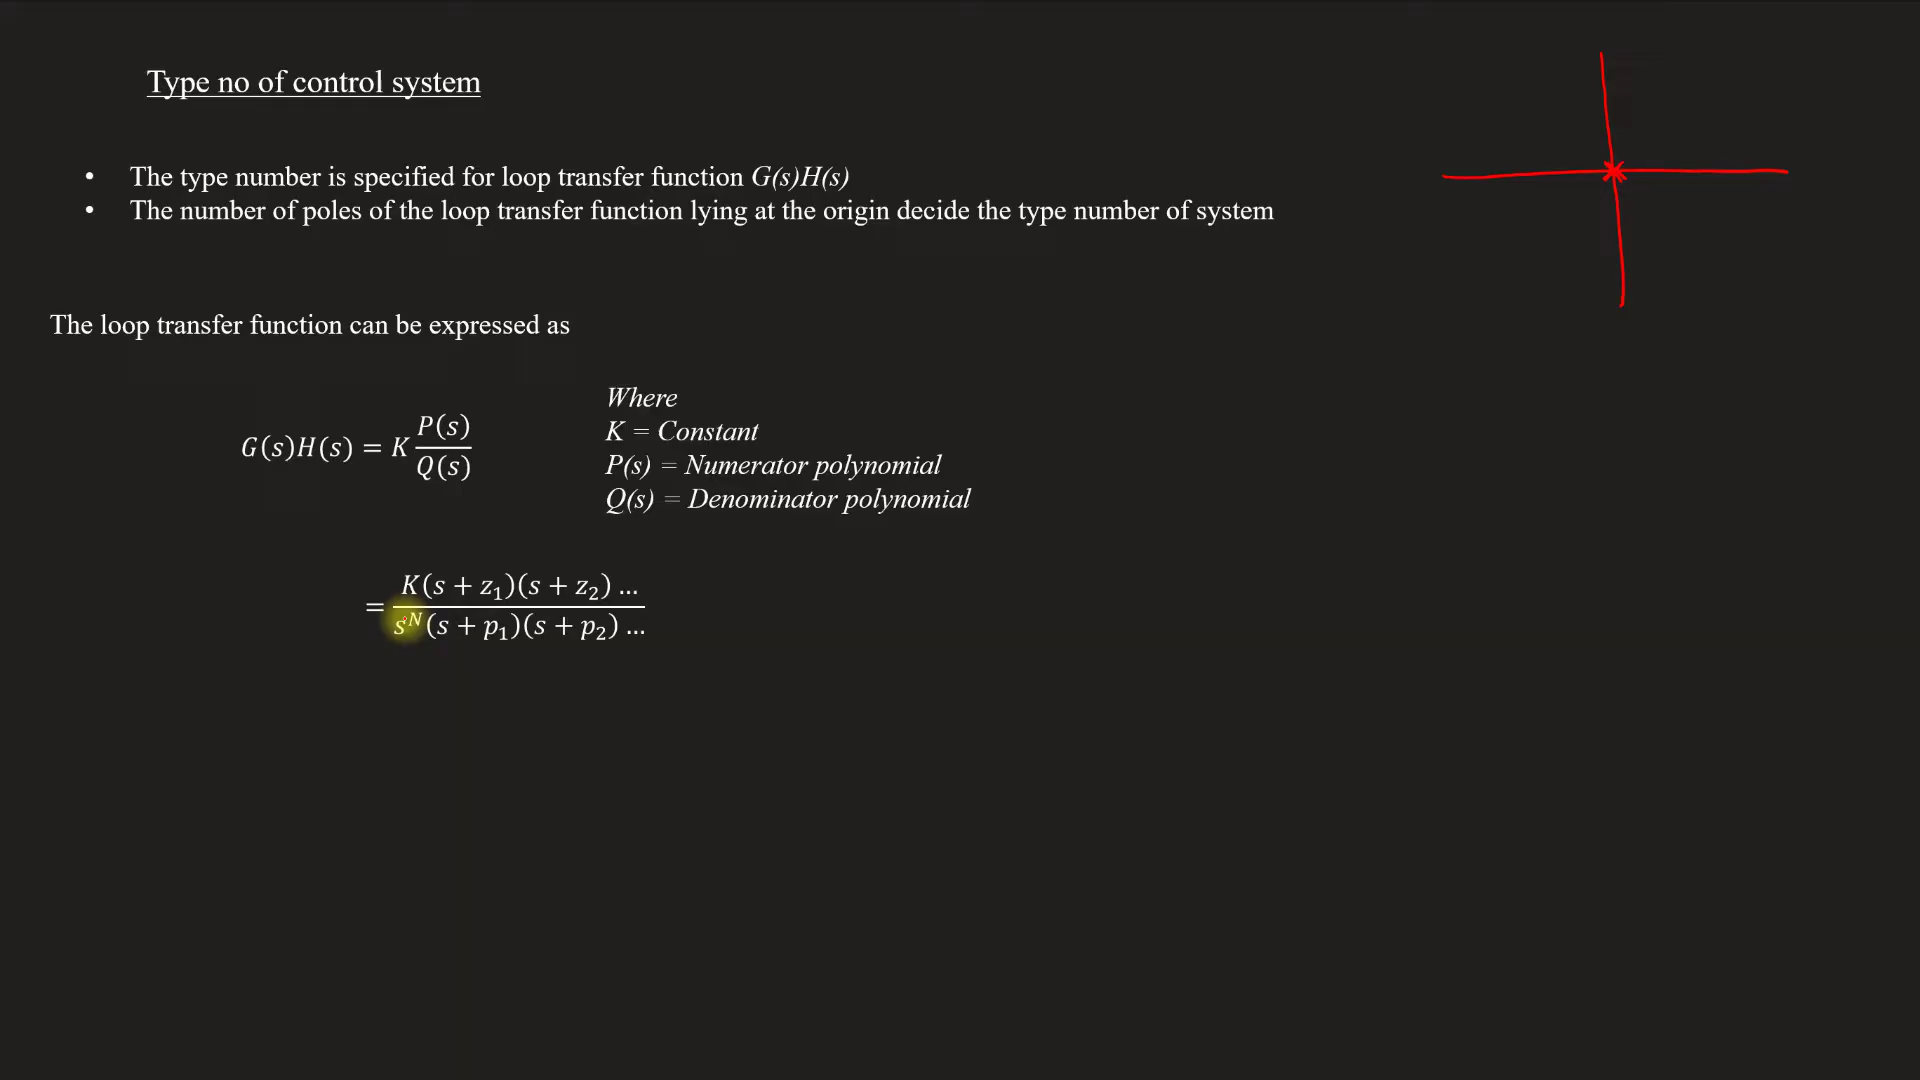 Type no of control system
• The type number is specified for loop transfer function G(s)H(s)
• The number of poles of the loop transfer function lying at the origin decide the type number of system
The loop transfer function can be expressed as
G(s)H(s) = K P(s)/Q(s)
Where
K = Constant
P(s) = Numerator polynomial
Q(s) = Denominator polynomial
= K(s + z₁)(s + z₂) … / sᴺ(s + p₁)(s + p₂) …